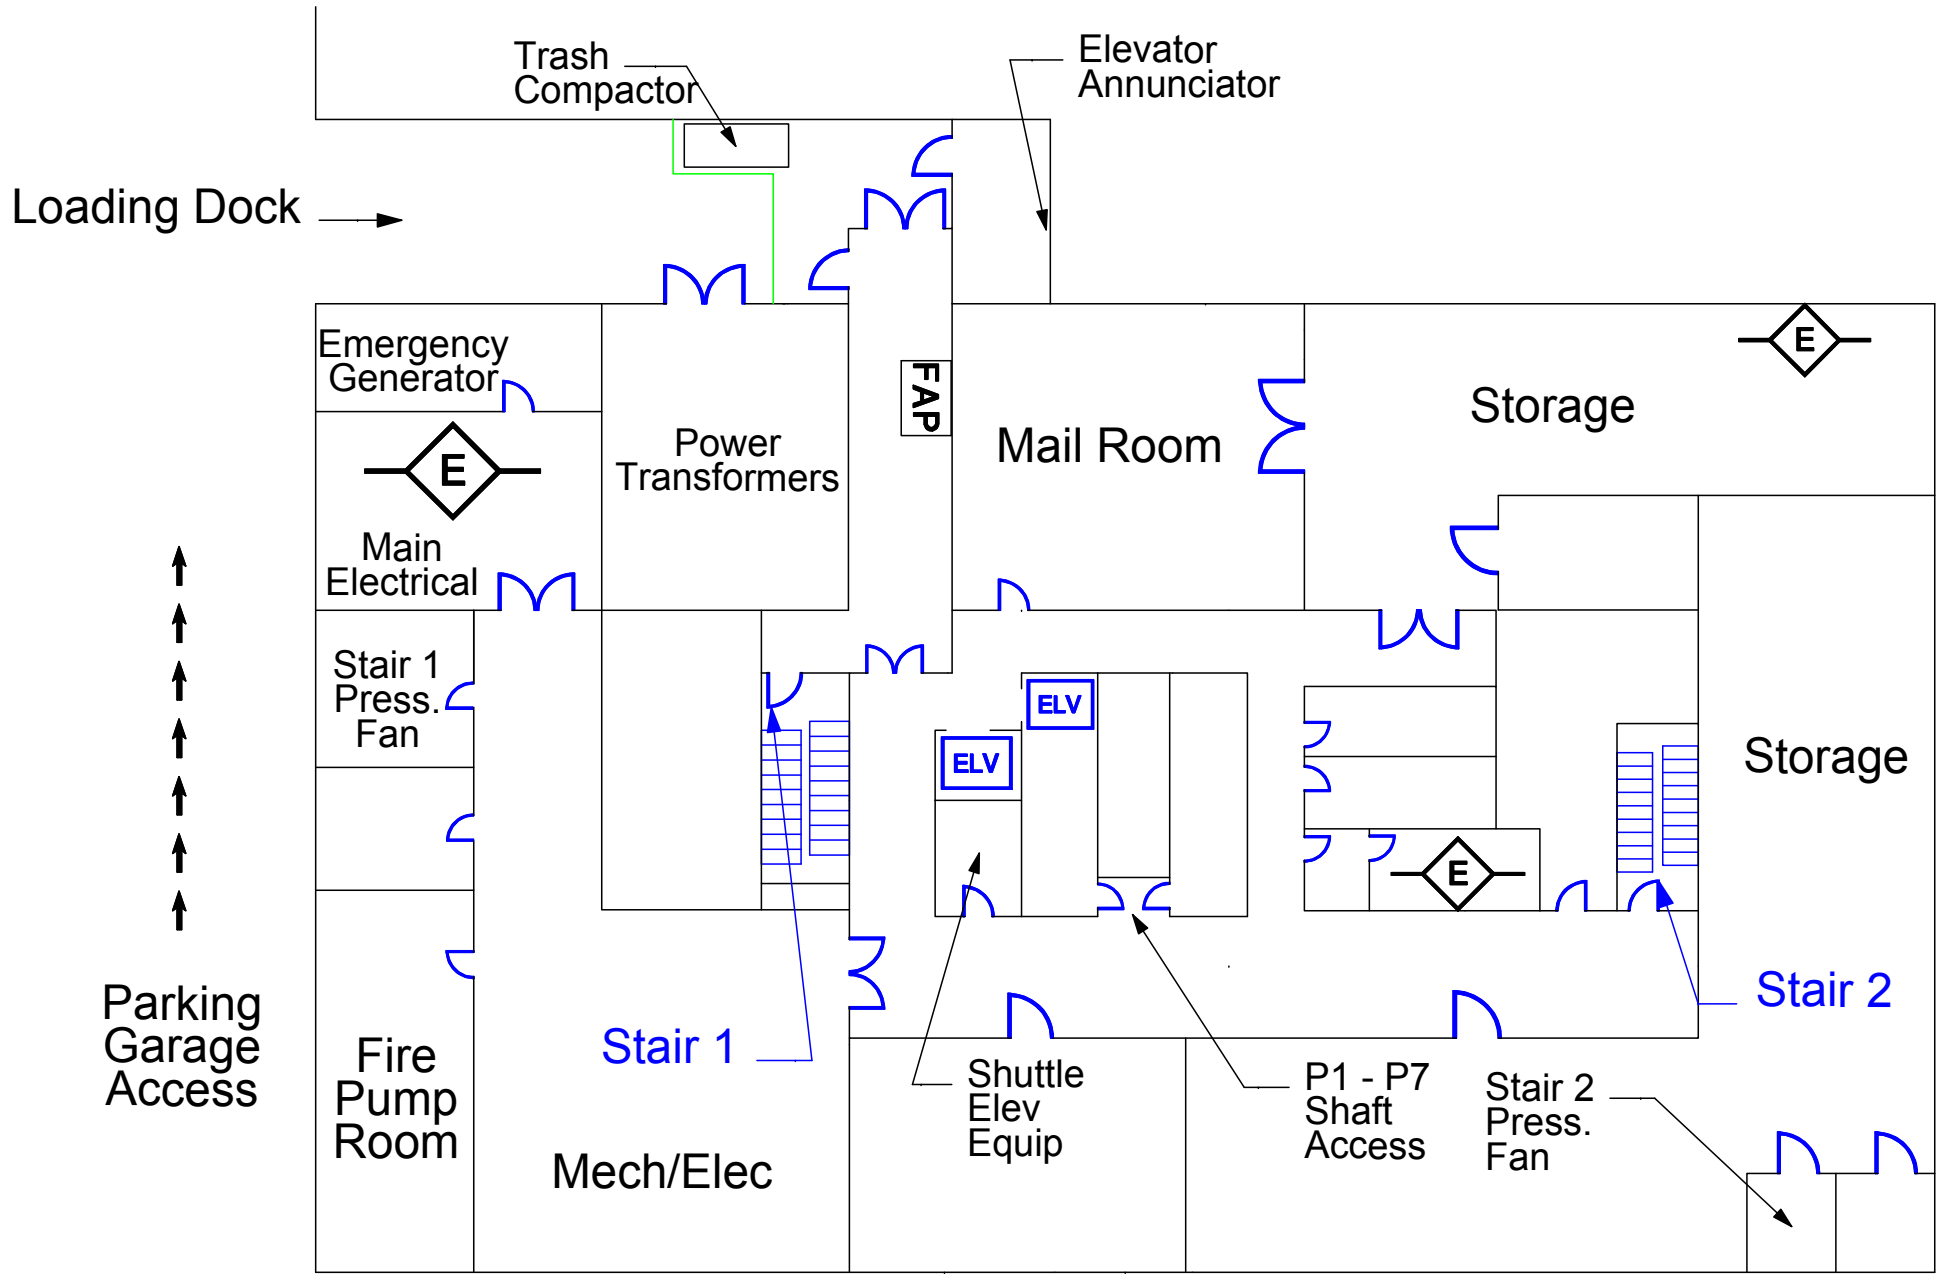 Trash
Compactor
Elevator
Annunciator
Loading Dock
Emergency
Generator
E
Main
Electrical
Power
Transformers
FAP
Mail Room
Storage
E
Stair 1
Press.
Fan
ELV
ELV
E
Storage
Parking
Garage
Access
Fire
Pump
Room
Stair 1
Mech/Elec
Shuttle
Elev
Equip
P1 - P7
Shaft
Access
Stair 2
Press.
Fan
Stair 2